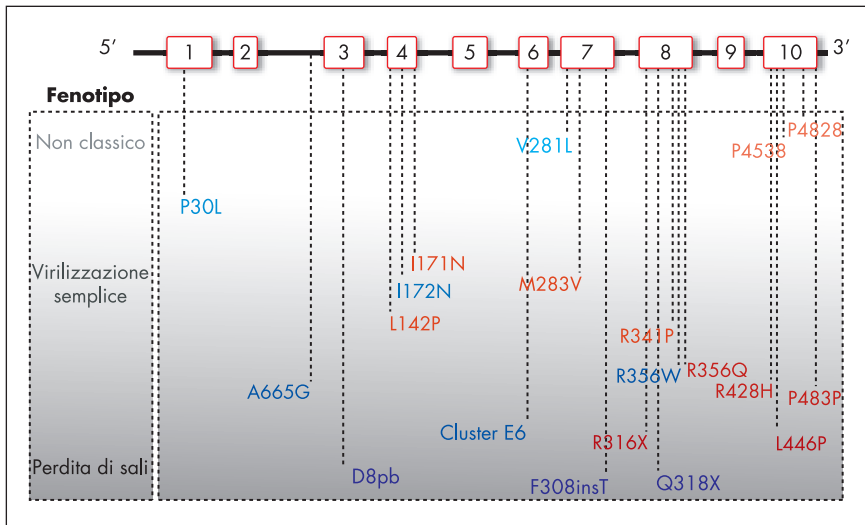 5’ 1 2 3 4 5 6 7 8 9 10 3’
Fenotipo
Non classico
P4828
V281L P4538
P30L
I171N
Virilizzazione
semplice
I172N
M283V
L142P
R341P
R356W R356Q
A665G R428H P483P
Cluster E6
R316X L446P
Perdita di sali
D8pb
F308insT Q318X